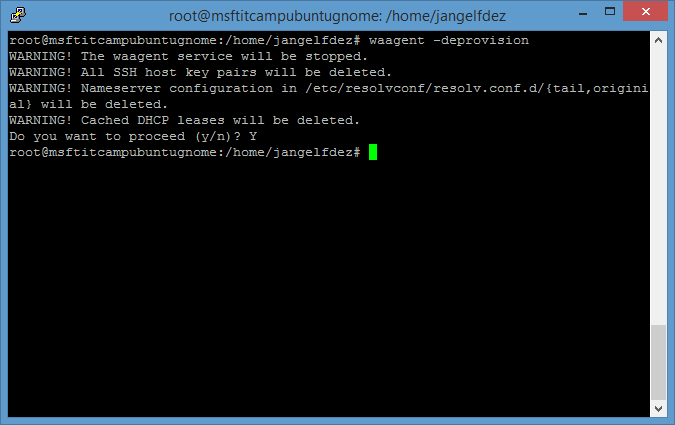 root@msftitcampubuntugnome: /home/jangelfdez
root@msftitcampubuntugnome:/home/jangelfdez# waagent -deprovision
WARNING! The waagent service will be stopped.
WARNING! All SSH host key pairs will be deleted.
WARNING! Nameserver configuration in /etc/resolvconf/resolv.conf.d/{tail,origini
al} will be deleted.
WARNING! Cached DHCP leases will be deleted.
Do you want to proceed (y/n)? Y
root@msftitcampubuntugnome:/home/jangelfdez#